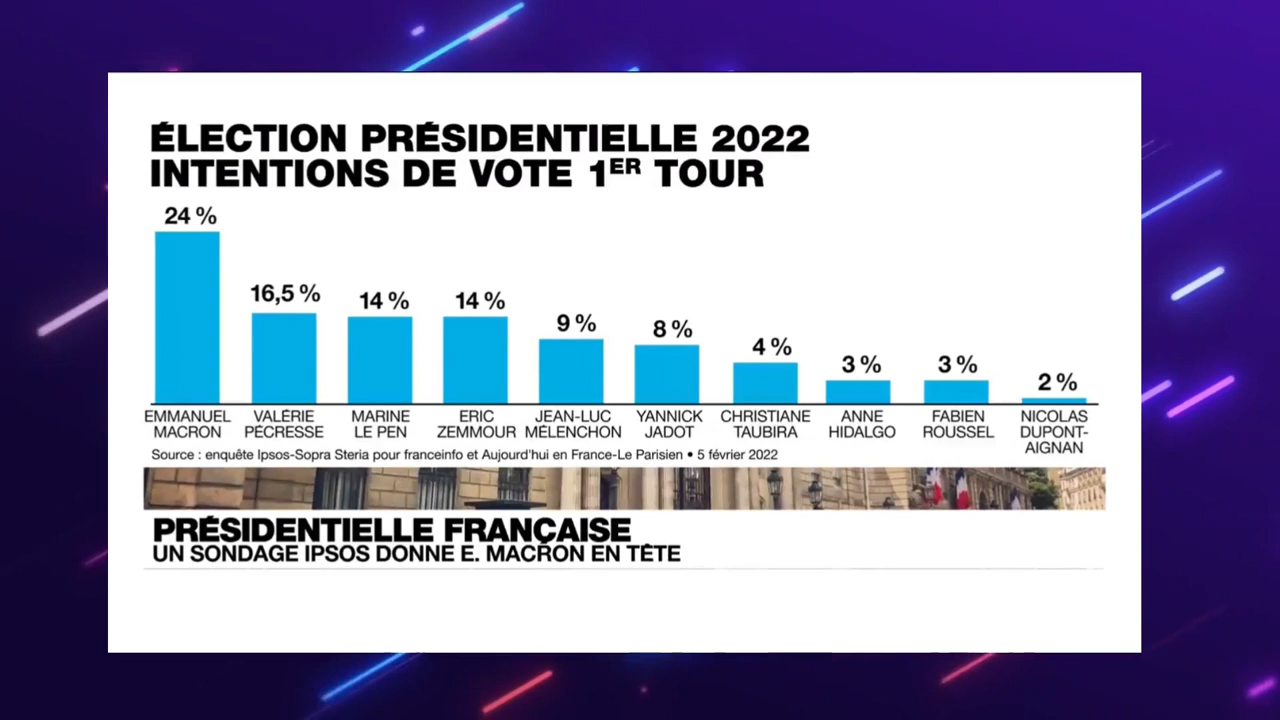 ÉLECTION PRÉSIDENTIELLE 2022
INTENTIONS DE VOTE 1ER TOUR
24 %
16,5 %
14 %
14 %
9 %
8 %
4 %
3 %
3 %
2 %
EMMANUEL
MACRON
VALÉRIE
PÉCRESSE
MARINE
LE PEN
ERIC
ZEMMOUR
JEAN-LUC
MÉLENCHON
YANNICK
JADOT
CHRISTIANE
TAUBIRA
ANNE
HIDALGO
FABIEN
ROUSSEL
NICOLAS
DUPONT-
AIGNAN
Source : enquête Ipsos-Sopra Steria pour franceinfo et Aujourd'hui en France-Le Parisien • 5 février 2022
PRÉSIDENTIELLE FRANÇAISE
UN SONDAGE IPSOS DONNE E. MACRON EN TÊTE